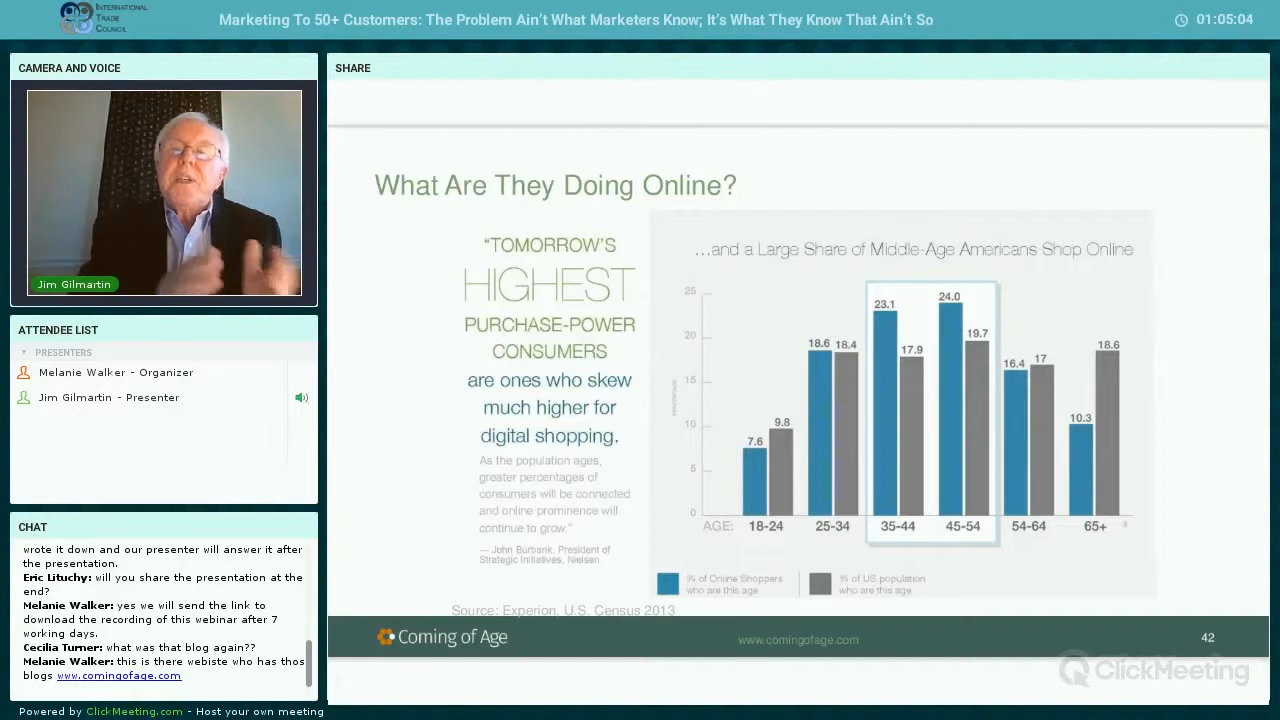 INTERNATIONAL
TRADE
COUNCIL
Marketing To 50+ Customers: The Problem Ain't What Marketers Know; It's What They Know That Ain't So
01:05:04
CAMERA AND VOICE
Jim Gilmartin
ATTENDEE LIST
PRESENTERS
Melanie Walker - Organizer
Jim Gilmartin - Presenter
CHAT
wrote it down and our presenter will answer it after
the presentation.
Eric Lituchy: will you share the presentation at the
end?
Melanie Walker: yes we will send the link to
download the recording of this webinar after 7
working days.
Cecilia Turner: what was that blog again??
Melanie Walker: this is there webiste who has thos
blogs www.comingofage.com
Powered by ClickMeeting.com - Host your own meeting
SHARE
What Are They Doing Online?
"TOMORROW'S
HIGHEST
PURCHASE-POWER
CONSUMERS
are ones who skew
much higher for
digital shopping.
As the population ages,
greater percentages of
consumers will be connected
and online prominence will
continue to grow."
— John Burbank, President of
Strategic Initiatives, Nielsen
...and a Large Share of Middle-Age Americans Shop Online
PERCENTAGE
25
20
15
10
5
0
7.6
9.8
18.6
18.4
23.1
17.9
24.0
19.7
16.4
17
10.3
18.6
AGE:
18-24
25-34
35-44
45-54
54-64
65+
% of Online Shoppers
who are this age
% of US population
who are this age
Source: Experion, U.S. Census 2013
Coming of Age
www.comingofage.com
42
ClickMeeting